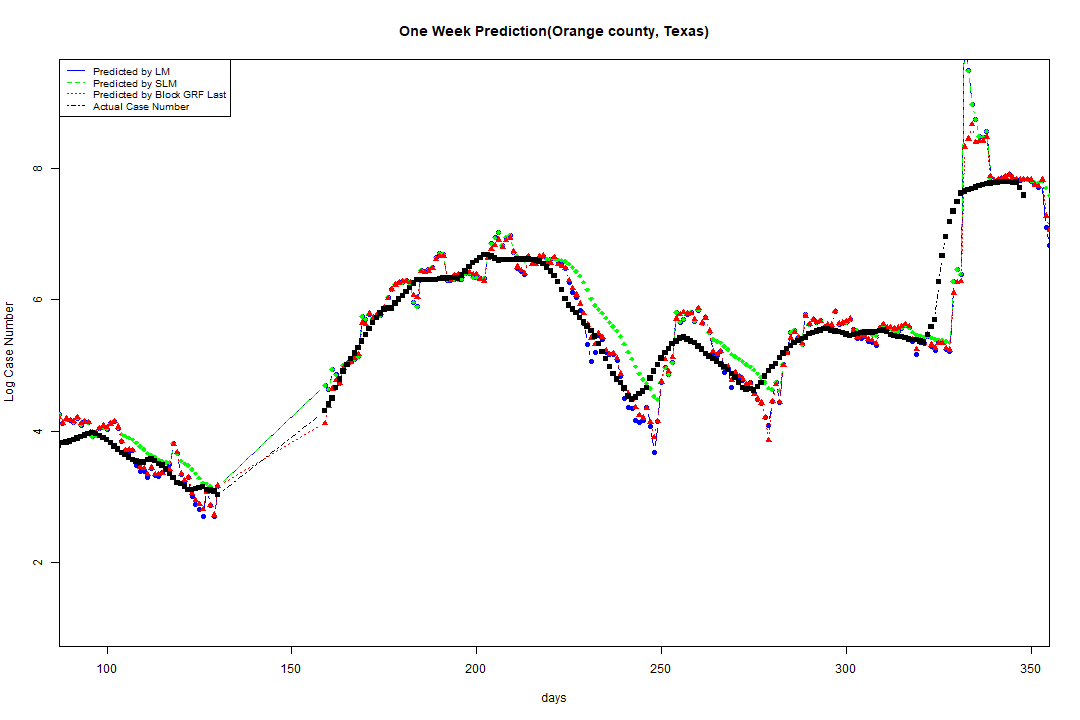 One Week Prediction(Orange county, Texas)
Predicted by LM
Predicted by SLM
Predicted by Block GRF Last
Actual Case Number
Log Case Number
8
6
4
2
100 150 200 250 300 350
days